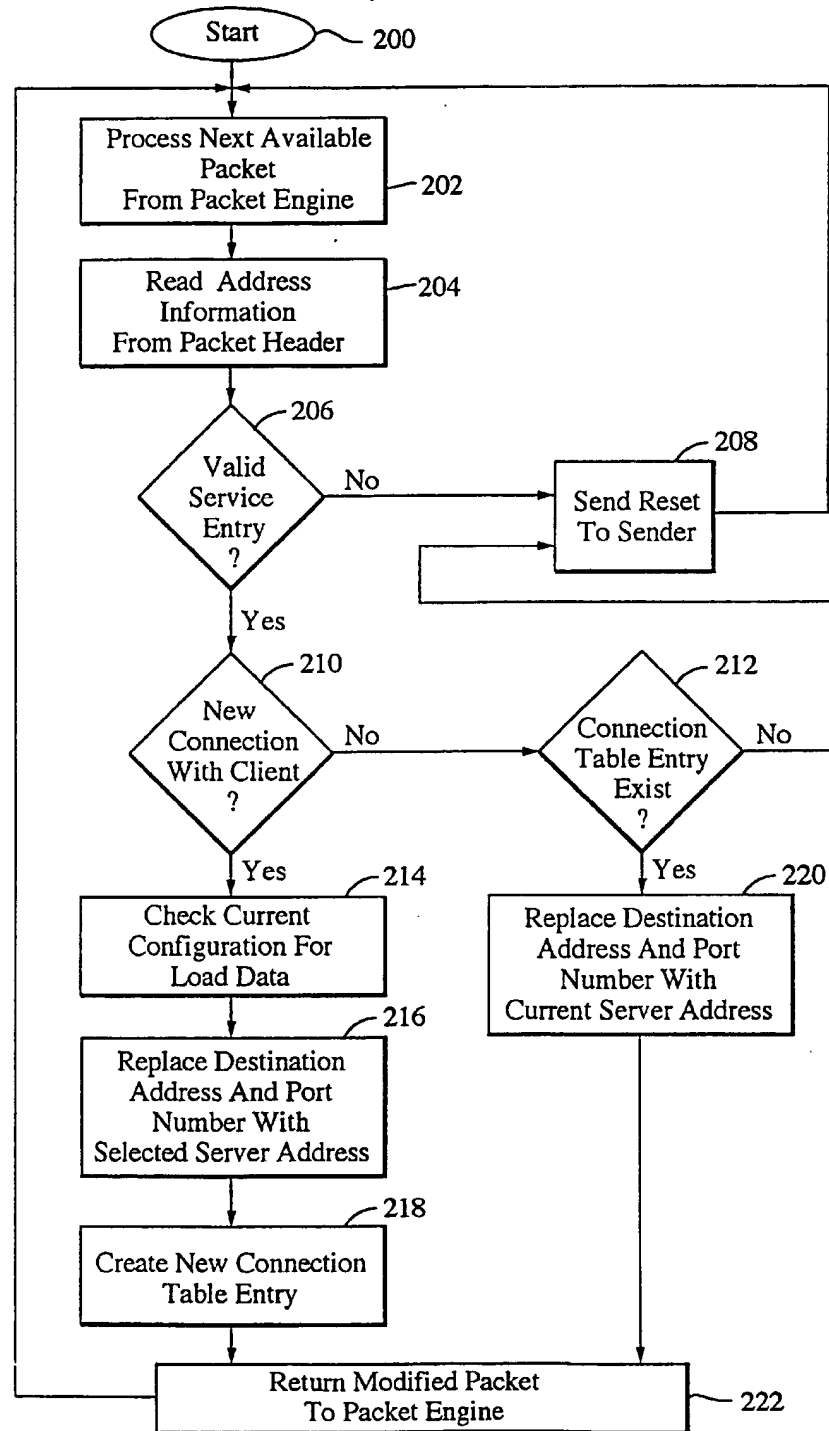 Start
200
Process Next Available
Packet
From Packet Engine
202
Read Address
Information
From Packet Header
204
206
Valid
Service
Entry
?
No
208
Send Reset
To Sender
Yes
210
New
Connection
With Client
?
No
212
Connection
Table Entry
Exist
?
No
Yes
214
Check Current
Configuration For
Load Data
Yes
220
Replace Destination
Address And Port
Number With
Current Server Address
216
Replace Destination
Address And Port
Number With
Selected Server Address
218
Create New Connection
Table Entry
Return Modified Packet
To Packet Engine
222